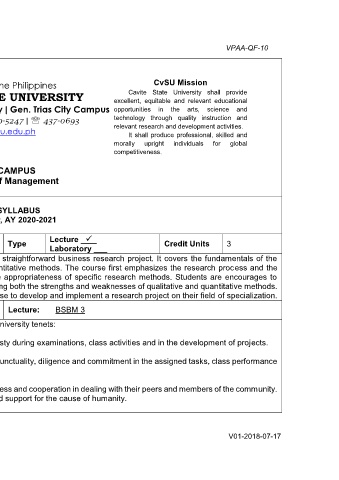 VPAA-QF-10
he Philippines
E UNIVERSITY
y | Gen. Trias City Campus
0-5247 | ☏ 437-0693
u.edu.ph
CvSU Mission
Cavite State University shall provide
excellent, equitable and relevant educational
opportunities in the arts, science and
technology through quality instruction and
relevant research and development activities.
It shall produce professional, skilled and
morally upright individuals for global
competitiveness.
CAMPUS
of Management
SYLLABUS
, AY 2020-2021
Type
Lecture ✓
Laboratory ___
Credit Units
3
straightforward business research project. It covers the fundamentals of the
ntitative methods. The course first emphasizes the research process and the
appropriateness of specific research methods. Students are encourages to
ng both the strengths and weaknesses of qualitative and quantitative methods.
se to develop and implement a research project on their field of specialization.
Lecture:
BSBM 3
niversity tenets:
sty during examinations, class activities and in the development of projects.
unctuality, diligence and commitment in the assigned tasks, class performance
ess and cooperation in dealing with their peers and members of the community.
d support for the cause of humanity.
V01-2018-07-17